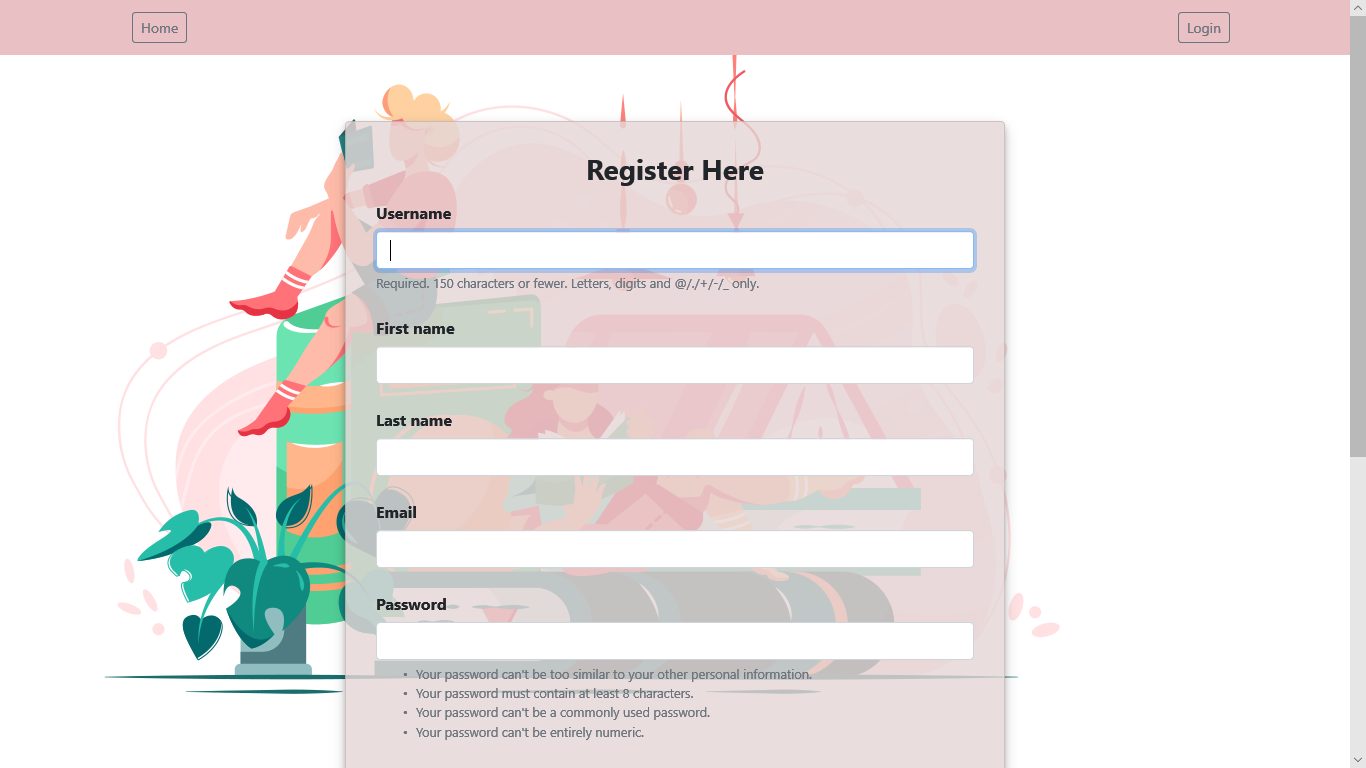 Home
Login
Register Here
Username
Required. 150 characters or fewer. Letters, digits and @/./+/-/_ only.
First name
Last name
Email
Password
• Your password can't be too similar to your other personal information.
• Your password must contain at least 8 characters.
• Your password can't be a commonly used password.
• Your password can't be entirely numeric.